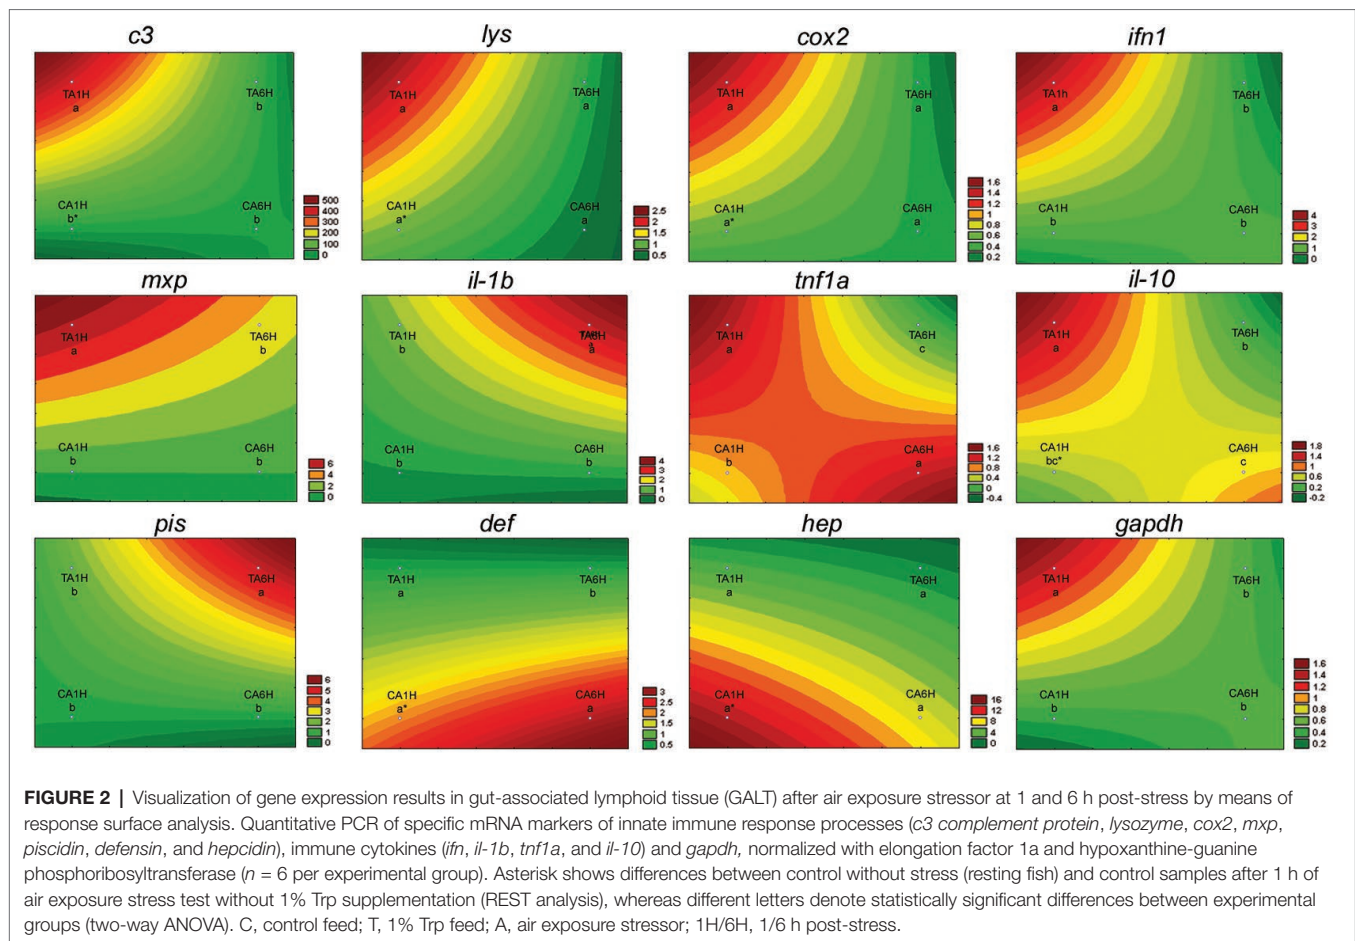 c3
lys
cox2
ifn1
TA1H
a
TA6H
b
CA1H
b*
CA6H
b
500
400
300
200
100
0
TA1H
a
TA6H
a
CA1H
a*
CA6H
a
2.5
2
1.5
1
0.5
TA1H
a
TA6H
a
CA1H
a*
CA6H
a
1.6
1.4
1.2
1
0.8
0.6
0.4
0.2
TA1h
a
TA6H
b
CA1H
b
CA6H
b
4
3
2
1
0
mxp
il-1b
tnf1a
il-10
TA1H
a
TA6H
b
CA1H
b
CA6H
b
6
4
2
0
TA1H
b
TA6H
a
CA1H
b
CA6H
b
4
3
2
1
0
TA1H
a
TA6H
c
CA1H
b
CA6H
a
1.6
1.2
0.8
0.4
0
-0.4
TA1H
a
TA6H
b
CA1H
bc*
CA6H
c
1.8
1.4
1
0.6
0.2
-0.2
pis
def
hep
gapdh
TA1H
b
TA6H
a
CA1H
b
CA6H
b
6
5
4
3
2
1
0
TA1H
a
TA6H
b
CA1H
a*
CA6H
a
3
2.5
2
1.5
1
0.5
TA1H
a
TA6H
a
CA1H
a*
CA6H
a
16
12
8
4
0
TA1H
a
TA6H
b
CA1H
b
CA6H
b
1.6
1.4
1.2
1
0.8
0.6
0.4
0.2
FIGURE 2 | Visualization of gene expression results in gut-associated lymphoid tissue (GALT) after air exposure stressor at 1 and 6 h post-stress by means of
response surface analysis. Quantitative PCR of specific mRNA markers of innate immune response processes (c3 complement protein, lysozyme, cox2, mxp,
piscidin, defensin, and hepcidin), immune cytokines (ifn, il-1b, tnf1a, and il-10) and gapdh, normalized with elongation factor 1a and hypoxanthine-guanine
phosphoribosyltransferase (n = 6 per experimental group). Asterisk shows differences between control without stress (resting fish) and control samples after 1 h of
air exposure stress test without 1% Trp supplementation (REST analysis), whereas different letters denote statistically significant differences between experimental
groups (two-way ANOVA). C, control feed; T, 1% Trp feed; A, air exposure stressor; 1H/6H, 1/6 h post-stress.